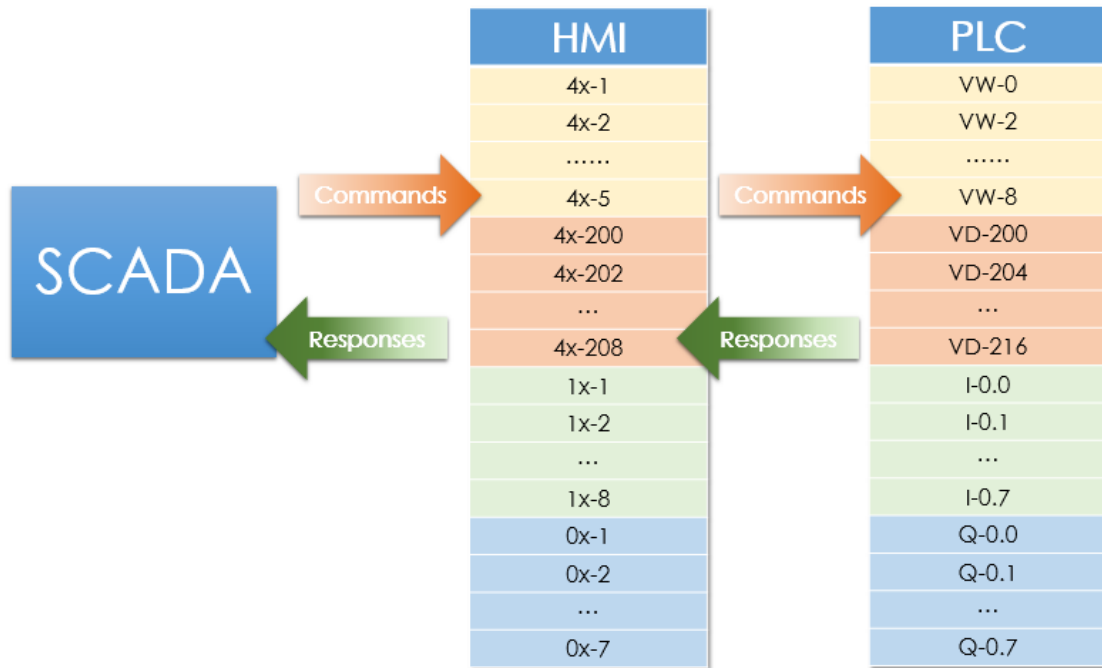 HMI
PLC
4x-1
VW-0
4x-2
VW-2
......
......
Commands
4x-5
Commands
VW-8
SCADA
4x-200
VD-200
4x-202
VD-204
...
...
Responses
4x-208
Responses
VD-216
1x-1
I-0.0
1x-2
I-0.1
...
...
1x-8
I-0.7
0x-1
Q-0.0
0x-2
Q-0.1
...
...
0x-7
Q-0.7